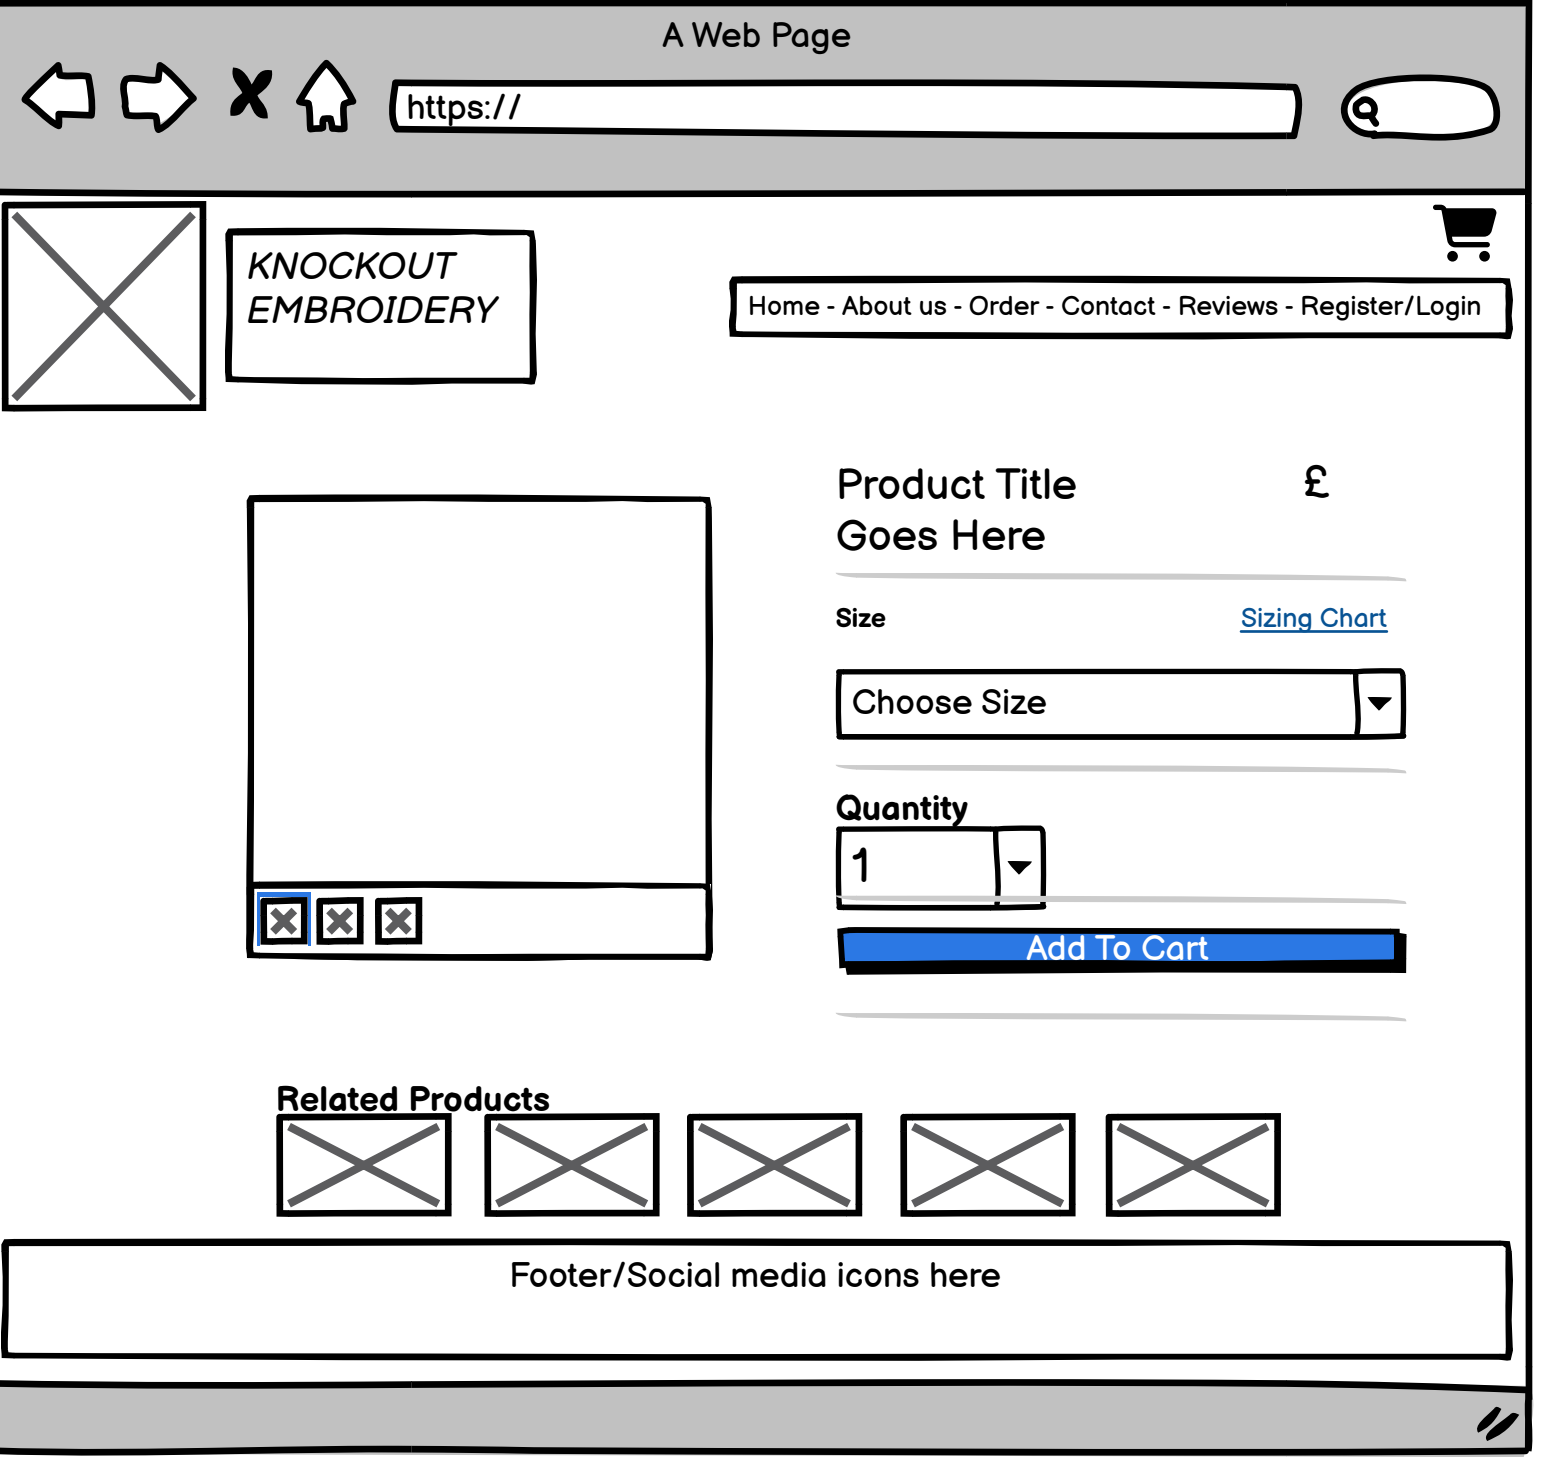 A Web Page
https://
KNOCKOUT
EMBROIDERY
Home - About us - Order - Contact - Reviews - Register/Login
Product Title £
Goes Here
Size Sizing Chart
Choose Size
Quantity
1
Add To Cart
Related Products
Footer/Social media icons here